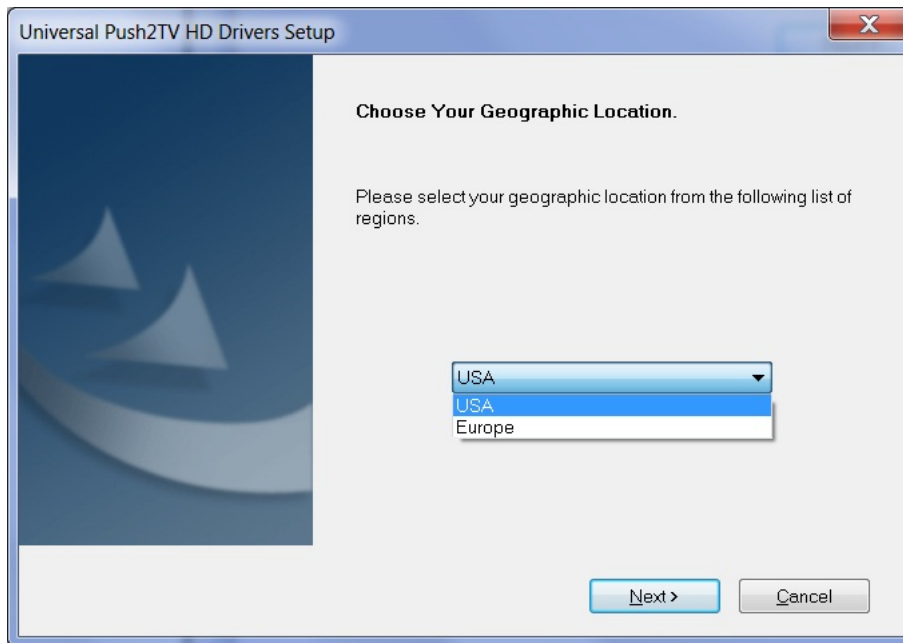 Universal Push2TV HD Drivers Setup
Choose Your Geographic Location.
Please select your geographic location from the following list of
regions.
USA
USA
Europe
Next >
Cancel